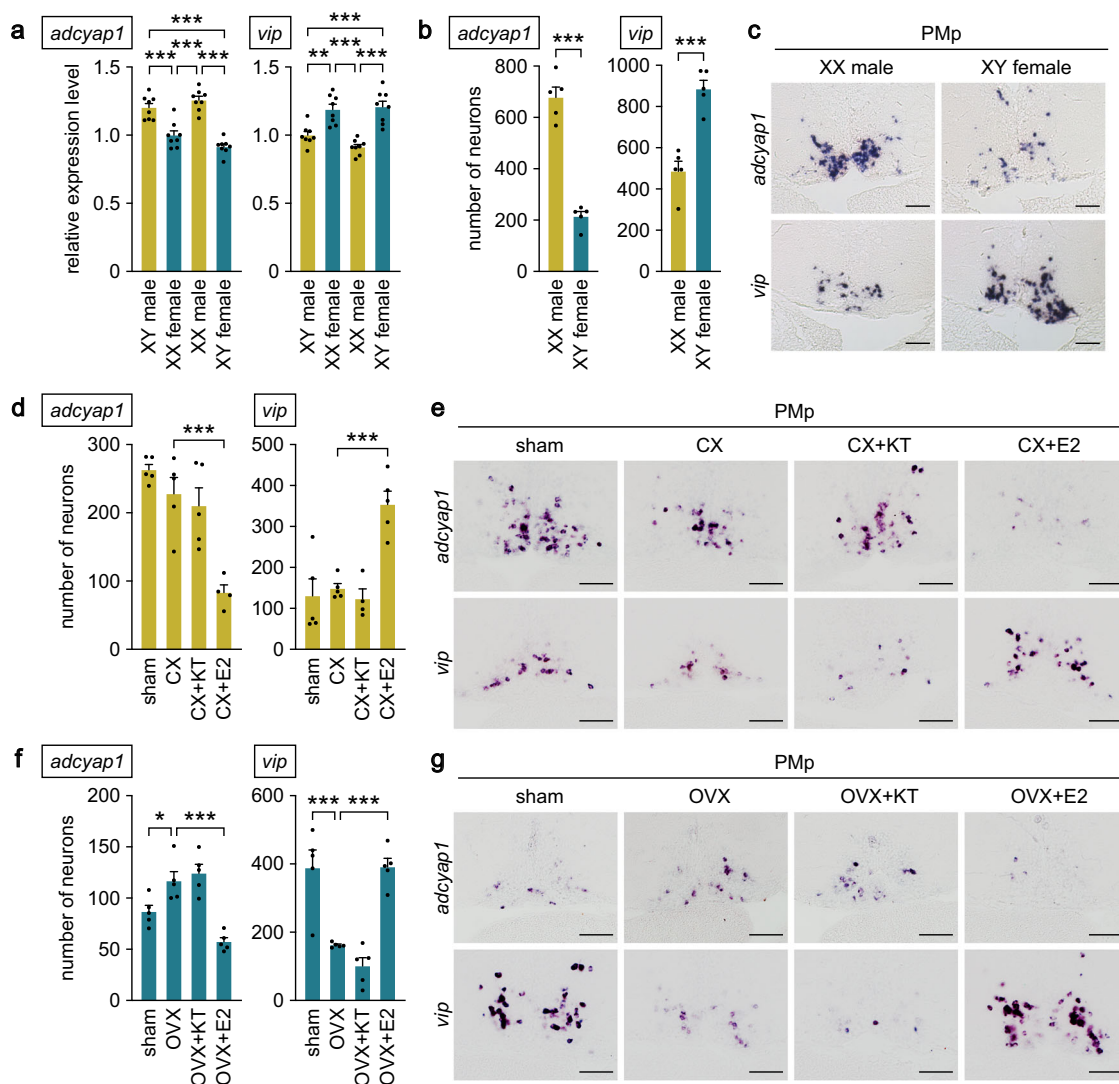 a
adcyap1
vip
***
***
***
***
***
***
**
***
relative expression level
1.5
1.0
0.5
0
1.5
1.0
0.5
0
XY male
XX female
XX male
XY female
XY male
XX female
XX male
XY female
b
adcyap1
vip
***
***
number of neurons
800
600
400
200
0
1000
800
600
400
200
0
XX male
XY female
XX male
XY female
c
PMp
XX male
XY female
adcyap1
vip
d
adcyap1
vip
***
***
number of neurons
300
200
100
0
500
400
300
200
100
0
sham
CX
CX+KT
CX+E2
sham
CX
CX+KT
CX+E2
e
PMp
sham
CX
CX+KT
CX+E2
adcyap1
vip
f
adcyap1
vip
*
***
***
***
number of neurons
200
150
100
50
0
600
400
200
0
sham
OVX
OVX+KT
OVX+E2
sham
OVX
OVX+KT
OVX+E2
g
PMp
sham
OVX
OVX+KT
OVX+E2
adcyap1
vip